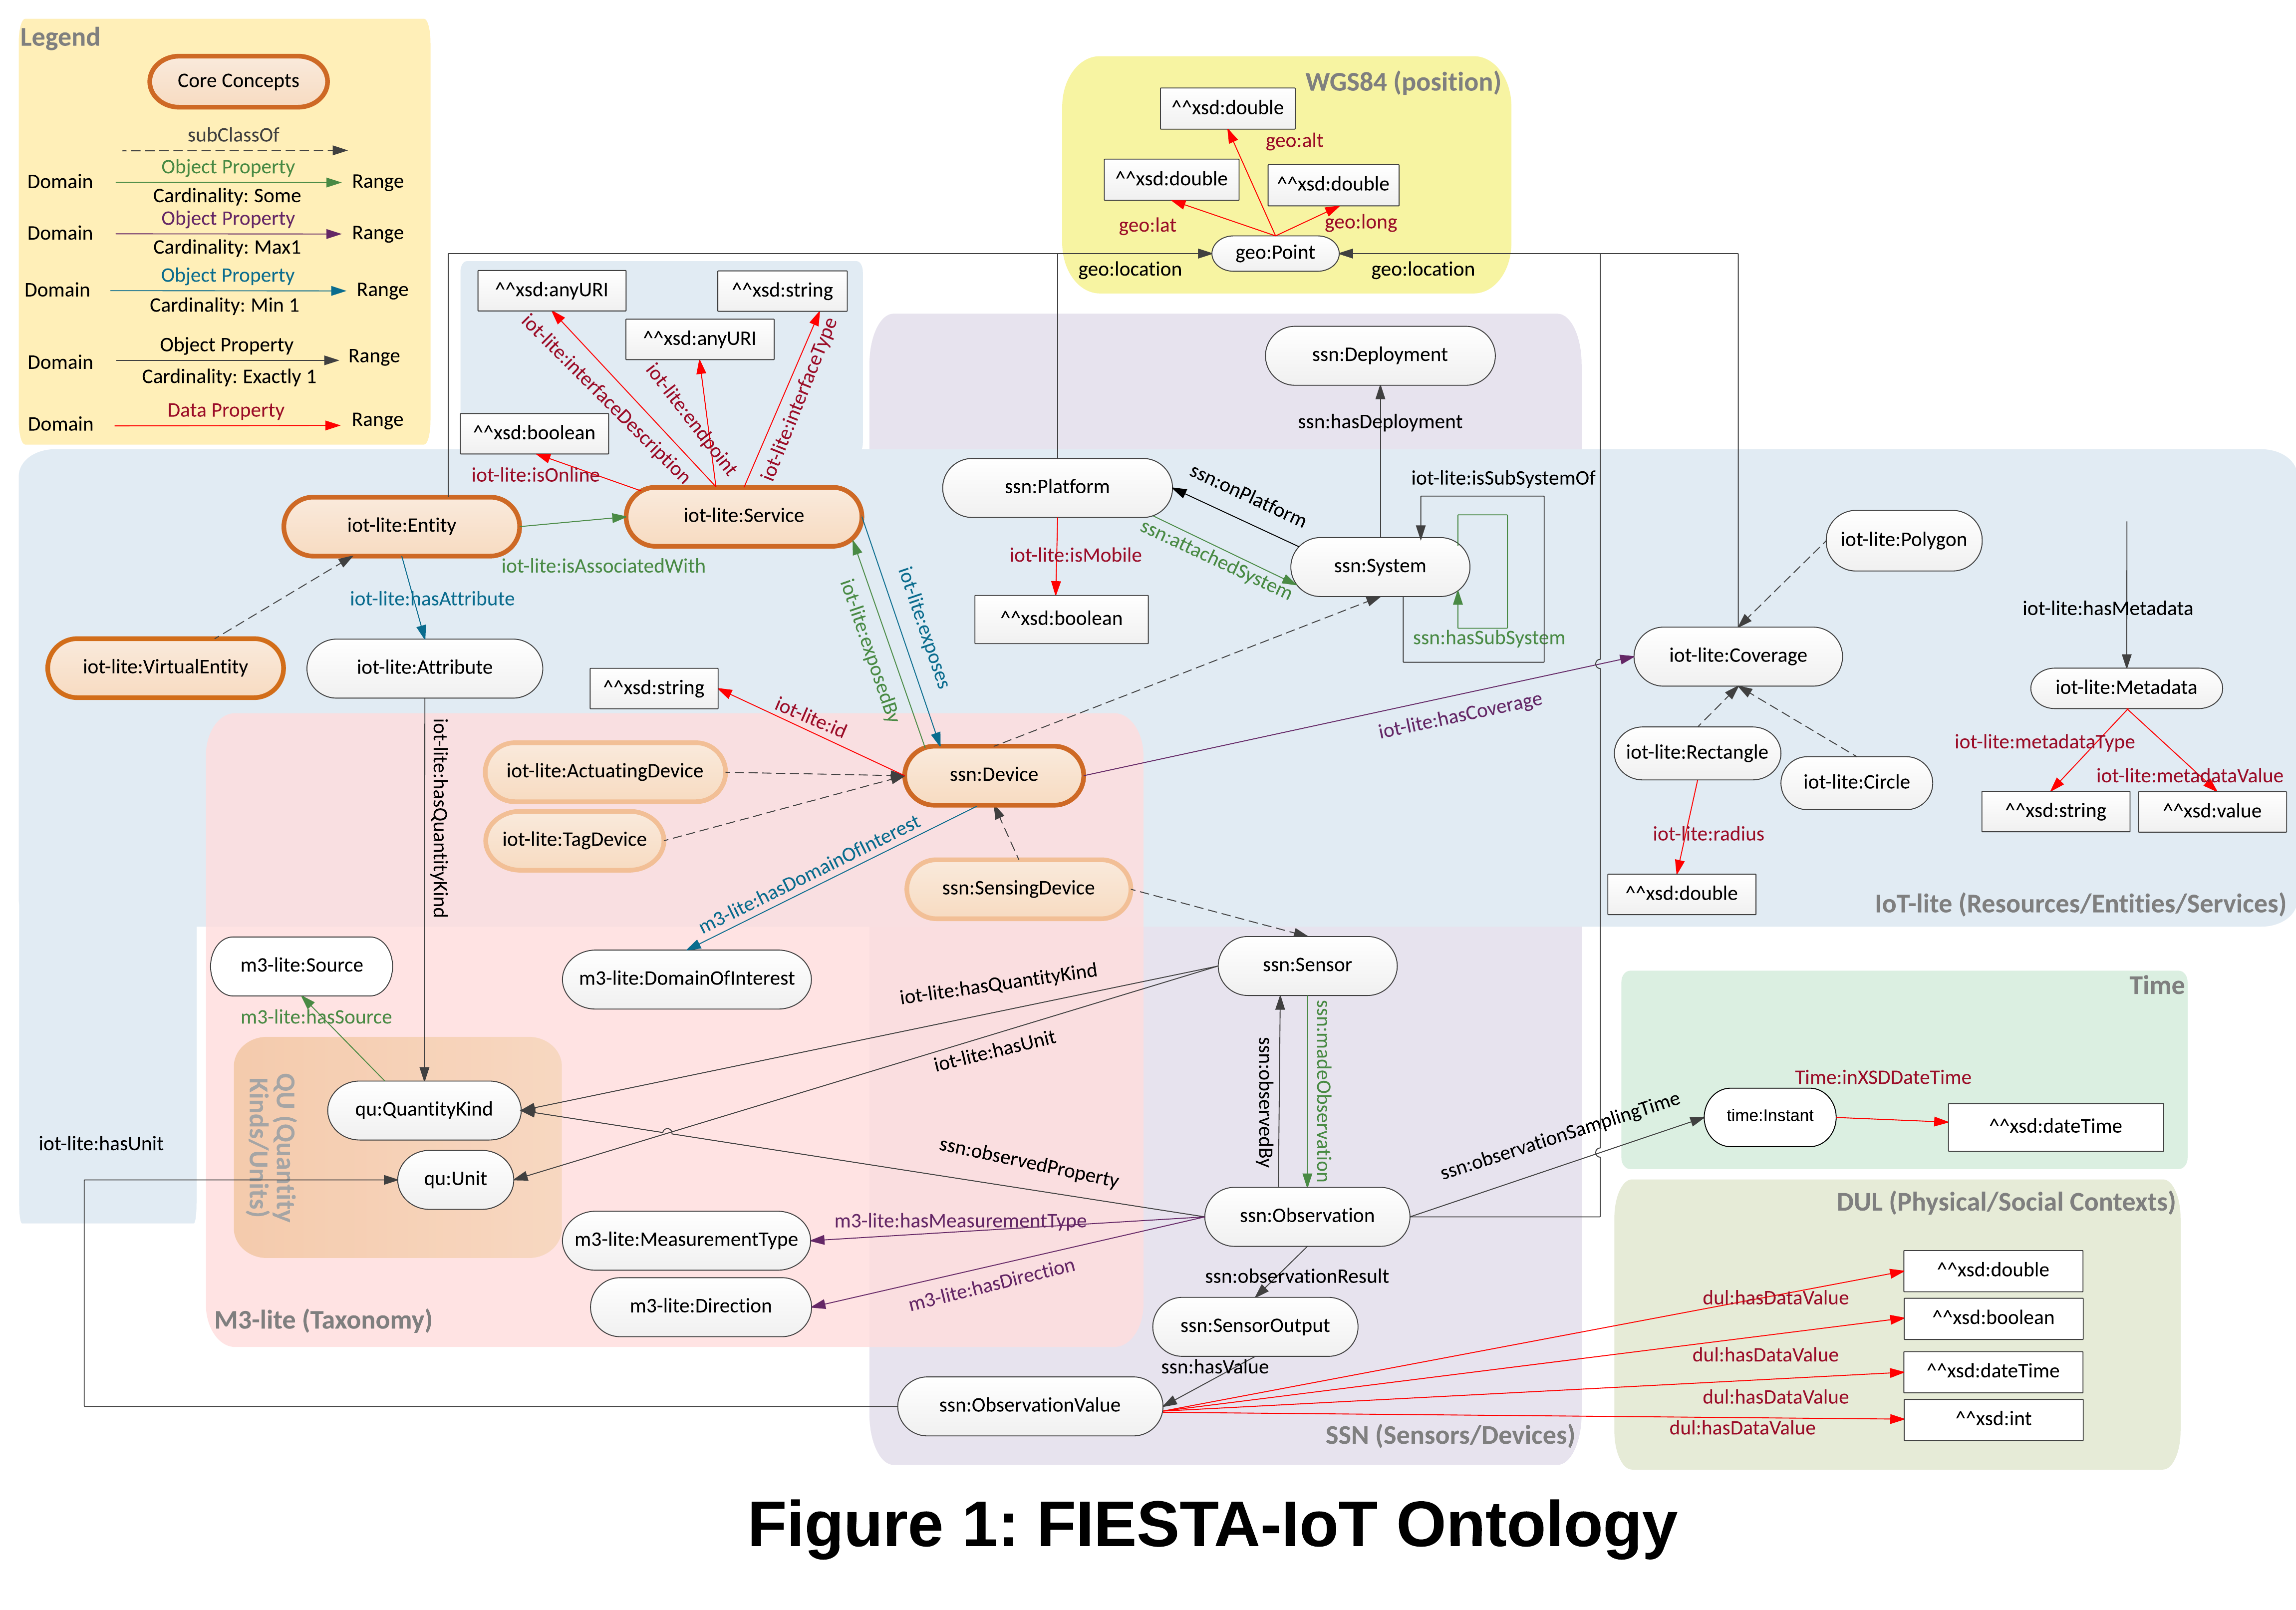 Legend
Core Concepts
subClassOf
Object Property
Domain
Range
Cardinality: Some
Object Property
Domain
Range
Cardinality: Max1
Object Property
Domain
Range
Cardinality: Min 1
Object Property
Domain
Range
Cardinality: Exactly 1
Data Property
Domain
Range
WGS84 (position)
^^xsd:double
geo:alt
^^xsd:double
^^xsd:double
geo:lat
geo:long
geo:Point
geo:location
geo:location
^^xsd:anyURI
^^xsd:string
^^xsd:anyURI
iot-lite:interfaceDescription
iot-lite:endpoint
iot-lite:interfaceType
^^xsd:boolean
iot-lite:isOnline
iot-lite:Entity
iot-lite:Service
iot-lite:isAssociatedWith
iot-lite:hasAttribute
iot-lite:VirtualEntity
iot-lite:Attribute
iot-lite:exposedBy
iot-lite:exposes
ssn:Deployment
ssn:hasDeployment
ssn:Platform
ssn:onPlatform
iot-lite:isSubSystemOf
ssn:attachedSystem
iot-lite:isMobile
ssn:System
^^xsd:boolean
ssn:hasSubSystem
iot-lite:Polygon
iot-lite:hasMetadata
iot-lite:Coverage
iot-lite:Metadata
iot-lite:hasCoverage
iot-lite:Rectangle
iot-lite:Circle
iot-lite:metadataType
iot-lite:metadataValue
^^xsd:string
^^xsd:value
iot-lite:radius
^^xsd:double
IoT-lite (Resources/Entities/Services)
^^xsd:string
iot-lite:id
iot-lite:ActuatingDevice
ssn:Device
iot-lite:TagDevice
iot-lite:hasQuantityKind
m3-lite:hasDomainOfInterest
ssn:SensingDevice
m3-lite:Source
m3-lite:DomainOfInterest
m3-lite:hasSource
iot-lite:hasQuantityKind
ssn:Sensor
iot-lite:hasUnit
QU (Quantity
Kinds/Units)
qu:QuantityKind
qu:Unit
iot-lite:hasUnit
ssn:observedBy
ssn:madeObservation
ssn:observedProperty
ssn:observationSamplingTime
Time
Time:inXSDDateTime
time:Instant
^^xsd:dateTime
m3-lite:hasMeasurementType
m3-lite:MeasurementType
ssn:Observation
m3-lite:hasDirection
m3-lite:Direction
M3-lite (Taxonomy)
ssn:observationResult
ssn:SensorOutput
ssn:hasValue
ssn:ObservationValue
SSN (Sensors/Devices)
DUL (Physical/Social Contexts)
^^xsd:double
dul:hasDataValue
^^xsd:boolean
dul:hasDataValue
^^xsd:dateTime
dul:hasDataValue
^^xsd:int
dul:hasDataValue
Figure 1: FIESTA-IoT Ontology